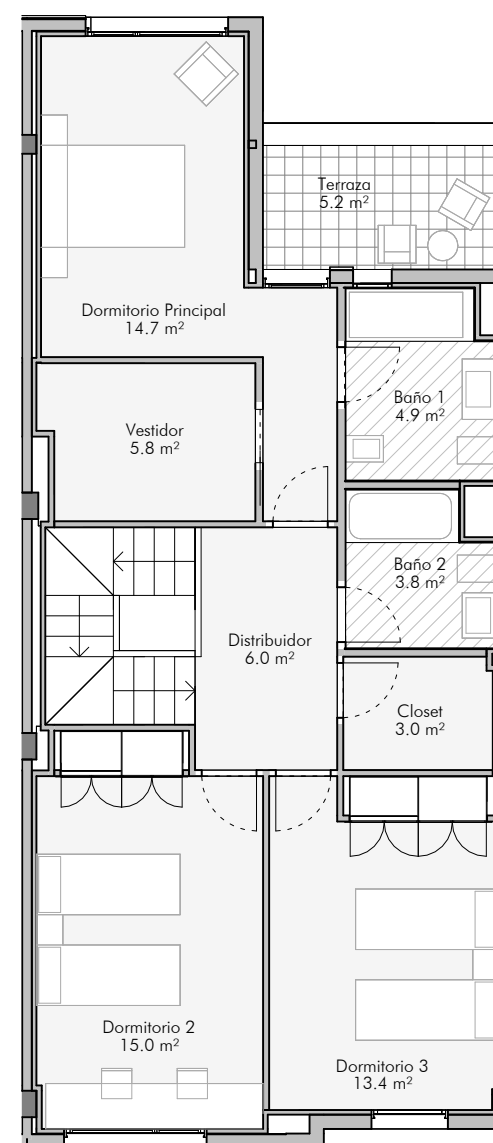 Terraza
5.2 m²
Dormitorio Principal
14.7 m²
Baño 1
4.9 m²
Vestidor
5.8 m²
Baño 2
3.8 m²
Distribuidor
6.0 m²
Closet
3.0 m²
Dormitorio 2
15.0 m²
Dormitorio 3
13.4 m²